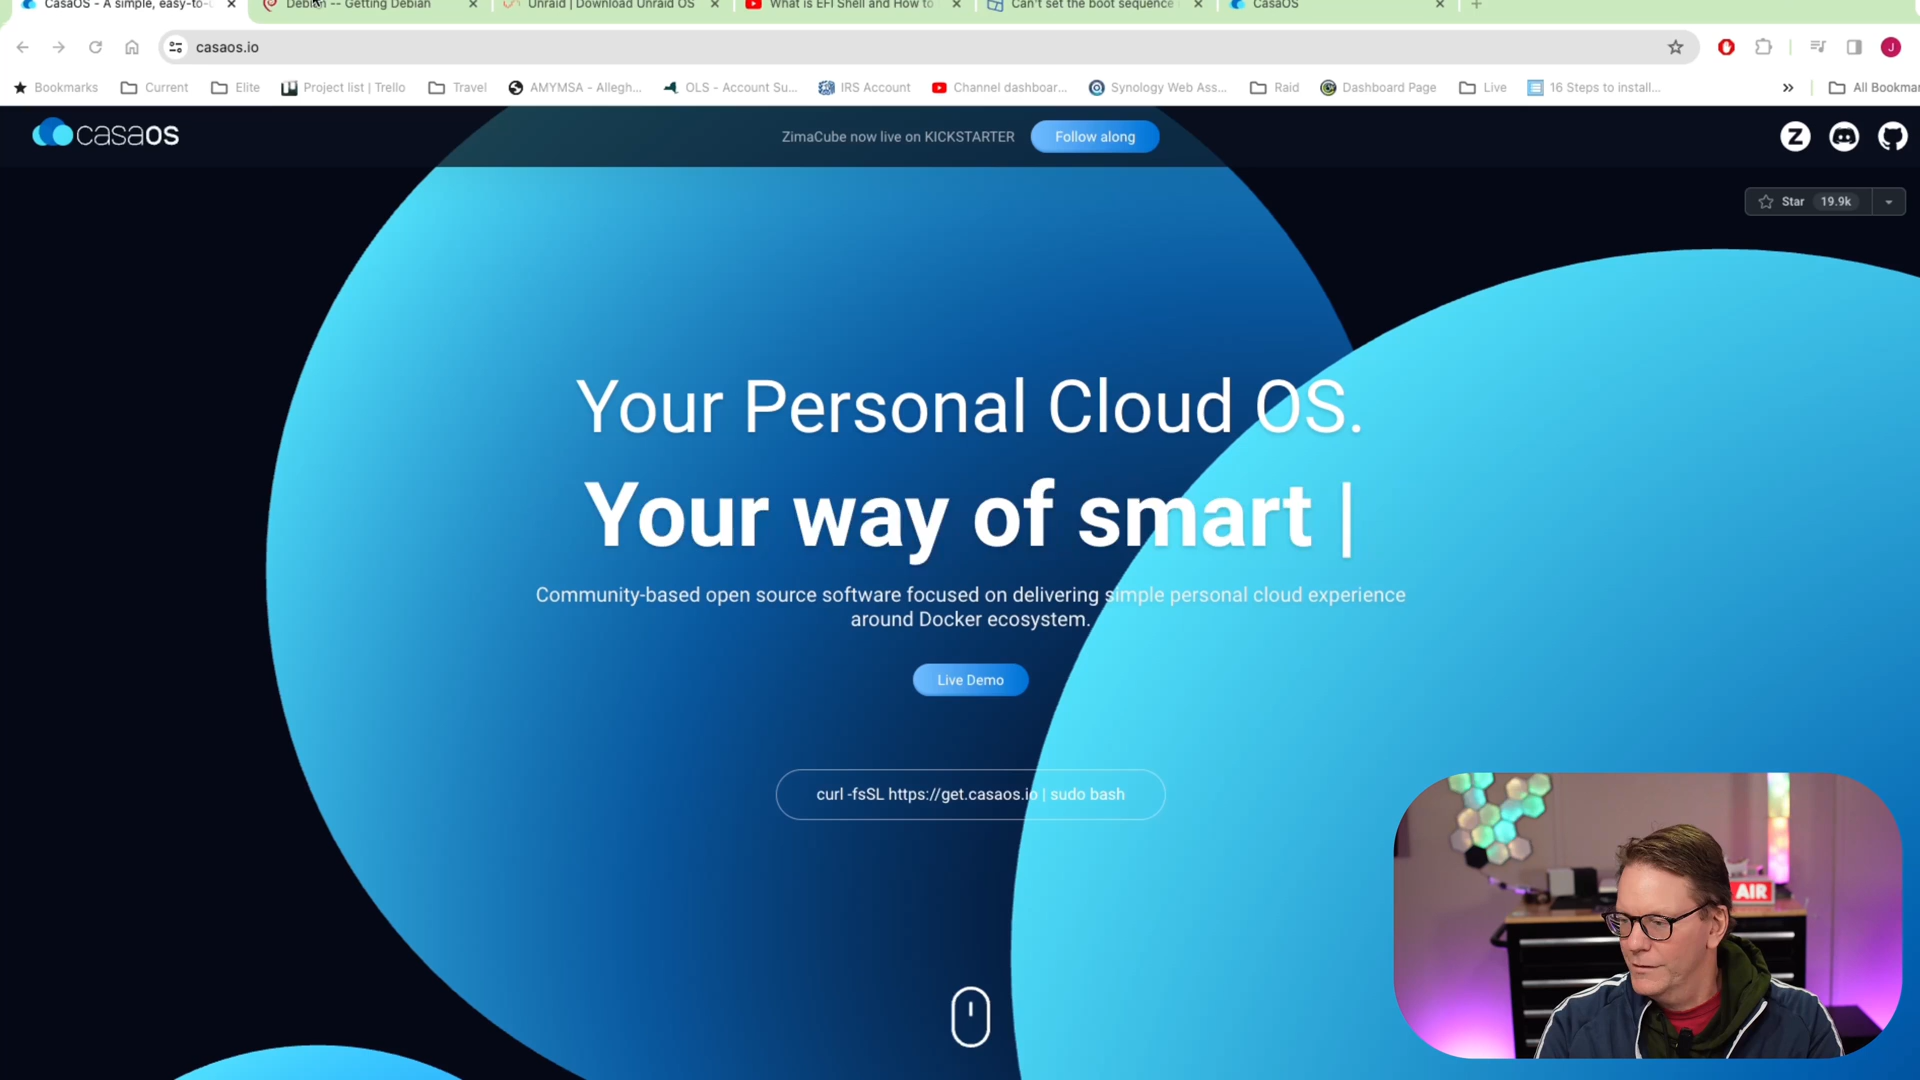 CasaOS - A simple, easy-to-u
Debian -- Getting Debian
Unraid | Download Unraid OS
What is EFI Shell and How to
Can't set the boot sequence
CasaOS
casaos.io
J
Bookmarks
Current
Elite
Project list | Trello
Travel
AMYMSA - Allegh...
OLS - Account Su...
IRS Account
Channel dashboar...
Synology Web Ass...
Raid
Dashboard Page
Live
16 Steps to install...
All Bookmar
casaOS
ZimaCube now live on KICKSTARTER
Follow along
Z
Star 19.9k
Your Personal Cloud OS.
Your way of smart |
Community-based open source software focused on delivering simple personal cloud experience
around Docker ecosystem.
Live Demo
curl -fsSL https://get.casaos.io | sudo bash
AIR